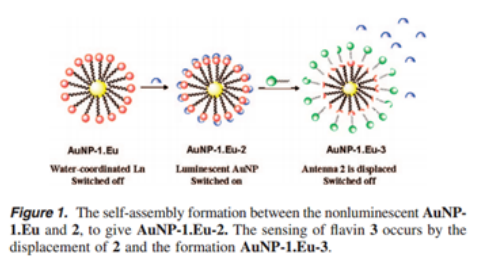 AuNP-1.Eu
Water-coordinated Ln
Switched off
AuNP-1.Eu-2
Luminescent AuNP
Switched on
AuNP-1.Eu-3
Antenna 2 is displaced
Switched off
Figure 1. The self-assembly formation between the nonluminescent AuNP-
1.Eu and 2, to give AuNP-1.Eu-2. The sensing of flavin 3 occurs by the
displacement of 2 and the formation AuNP-1.Eu-3.